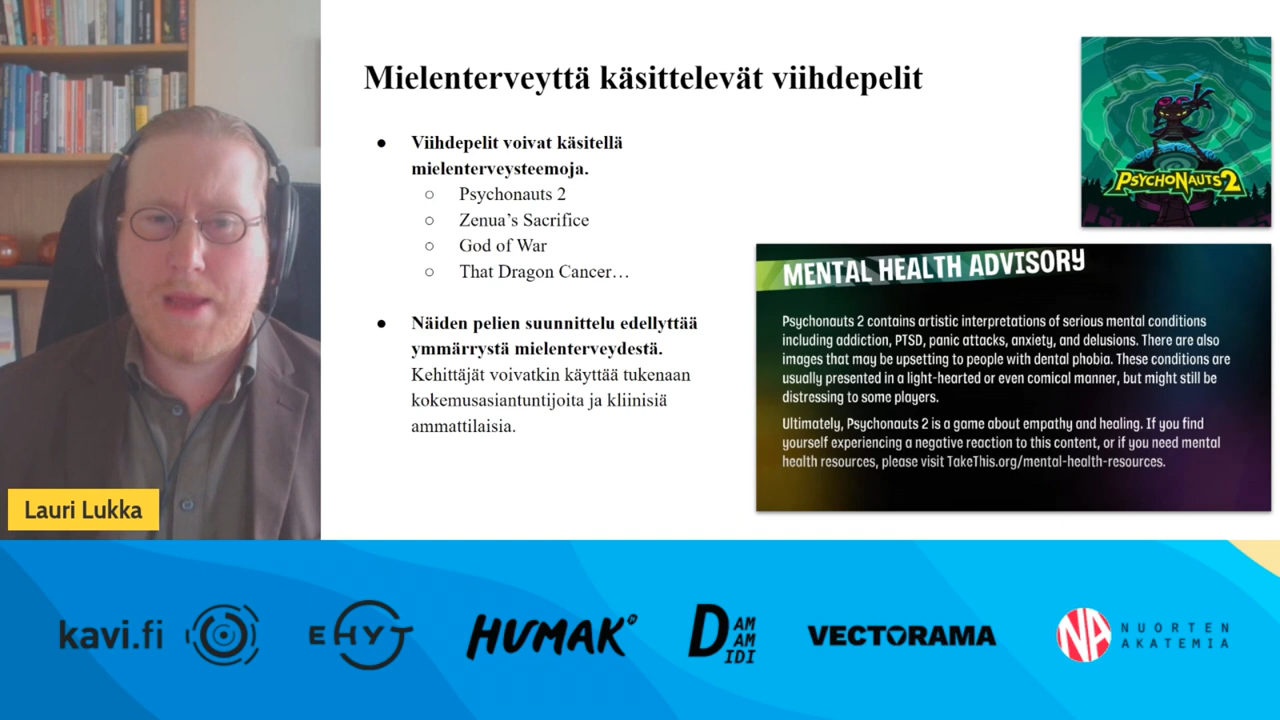 Mielenterveyttä käsittelevät viihdepelit
● Viihdepelit voivat käsitellä
mielenterveysteemoja.
○ Psychonauts 2
○ Zenua’s Sacrifice
○ God of War
○ That Dragon Cancer…
● Näiden pelien suunnittelu edellyttää
ymmärrystä mielenterveydestä.
Kehittäjät voivatkin käyttää tukenaan
kokemusasiantuntijoita ja kliinisiä
ammattilaisia.
PSYCHONAUTS 2
MENTAL HEALTH ADVISORY
Psychonauts 2 contains artistic interpretations of serious mental conditions
including addiction, PTSD, panic attacks, anxiety, and delusions. There are also
images that may be upsetting to people with dental phobia. These conditions are
usually presented in a light-hearted or even comical manner, but might still be
distressing to some players.
Ultimately, Psychonauts 2 is a game about empathy and healing. If you find
yourself experiencing a negative reaction to this content, or if you need mental
health resources, please visit TakeThis.org/mental-health-resources.
Lauri Lukka
kavi.fi
EHYT
HUMAK
DAM
AM
IDI
VECTORAMA
NA
NUORTEN
AKATEMIA